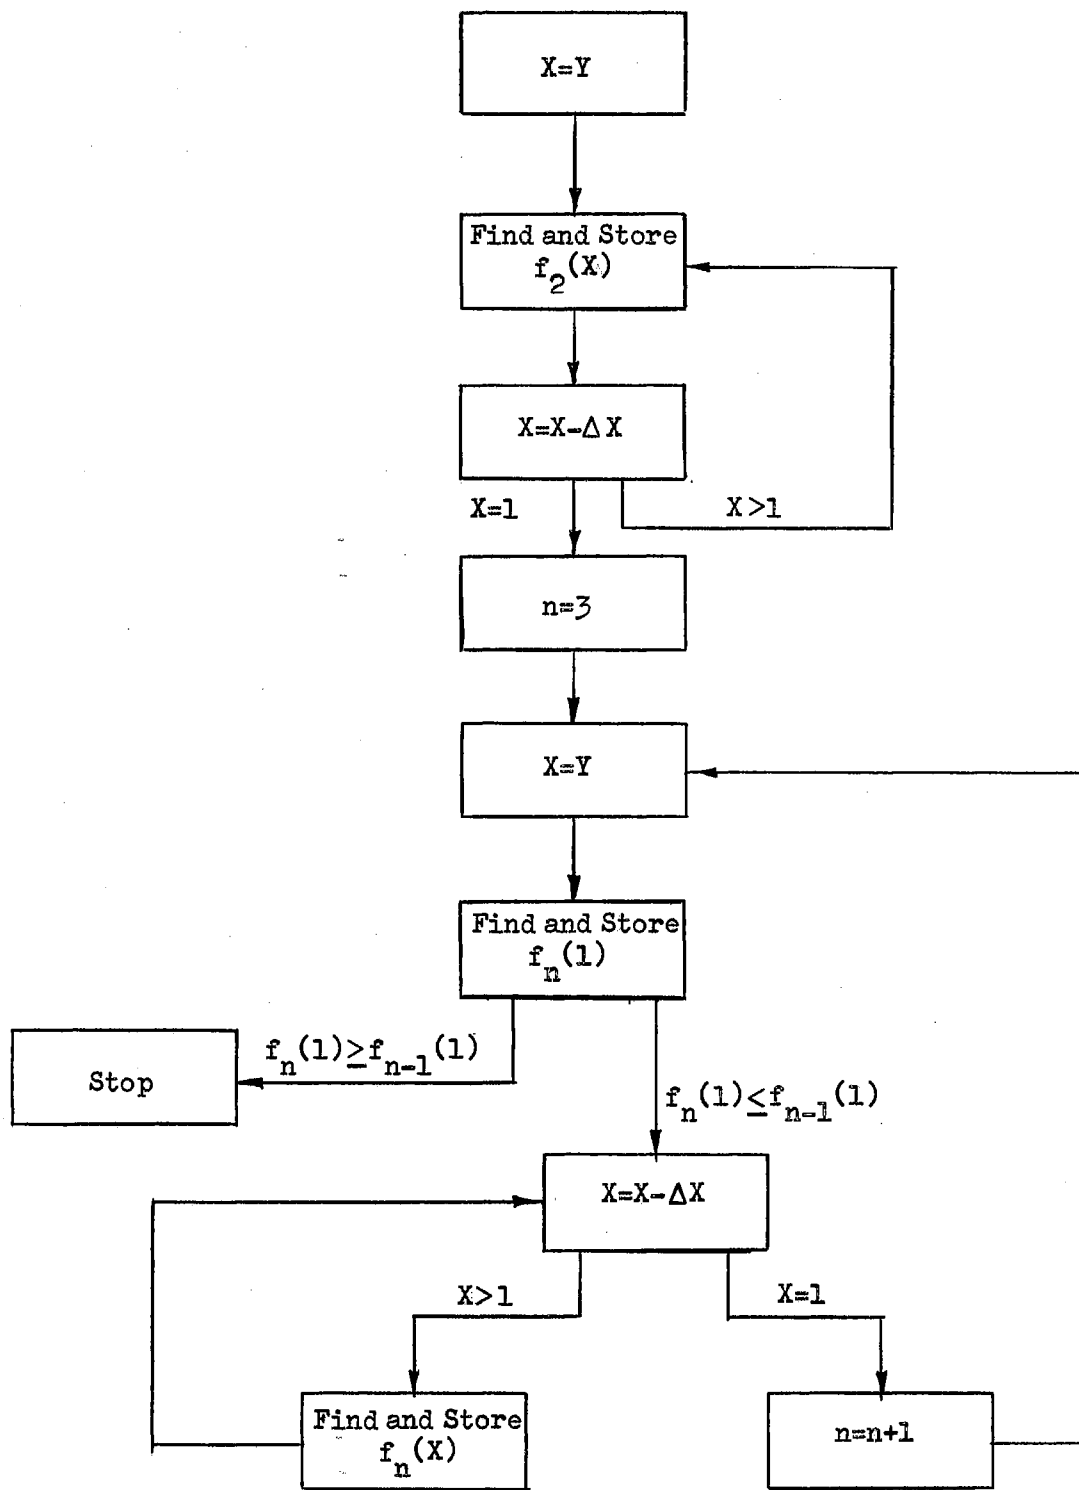 X=Y
Find and Store
f₂(X)
X=X-ΔX
X=1
X>1
n=3
X=Y
Find and Store
fₙ(1)
fₙ(1)≥fₙ₋₁(1)
Stop
fₙ(1)≤fₙ₋₁(1)
X=X-ΔX
X>1
X=1
Find and Store
fₙ(X)
n=n+1